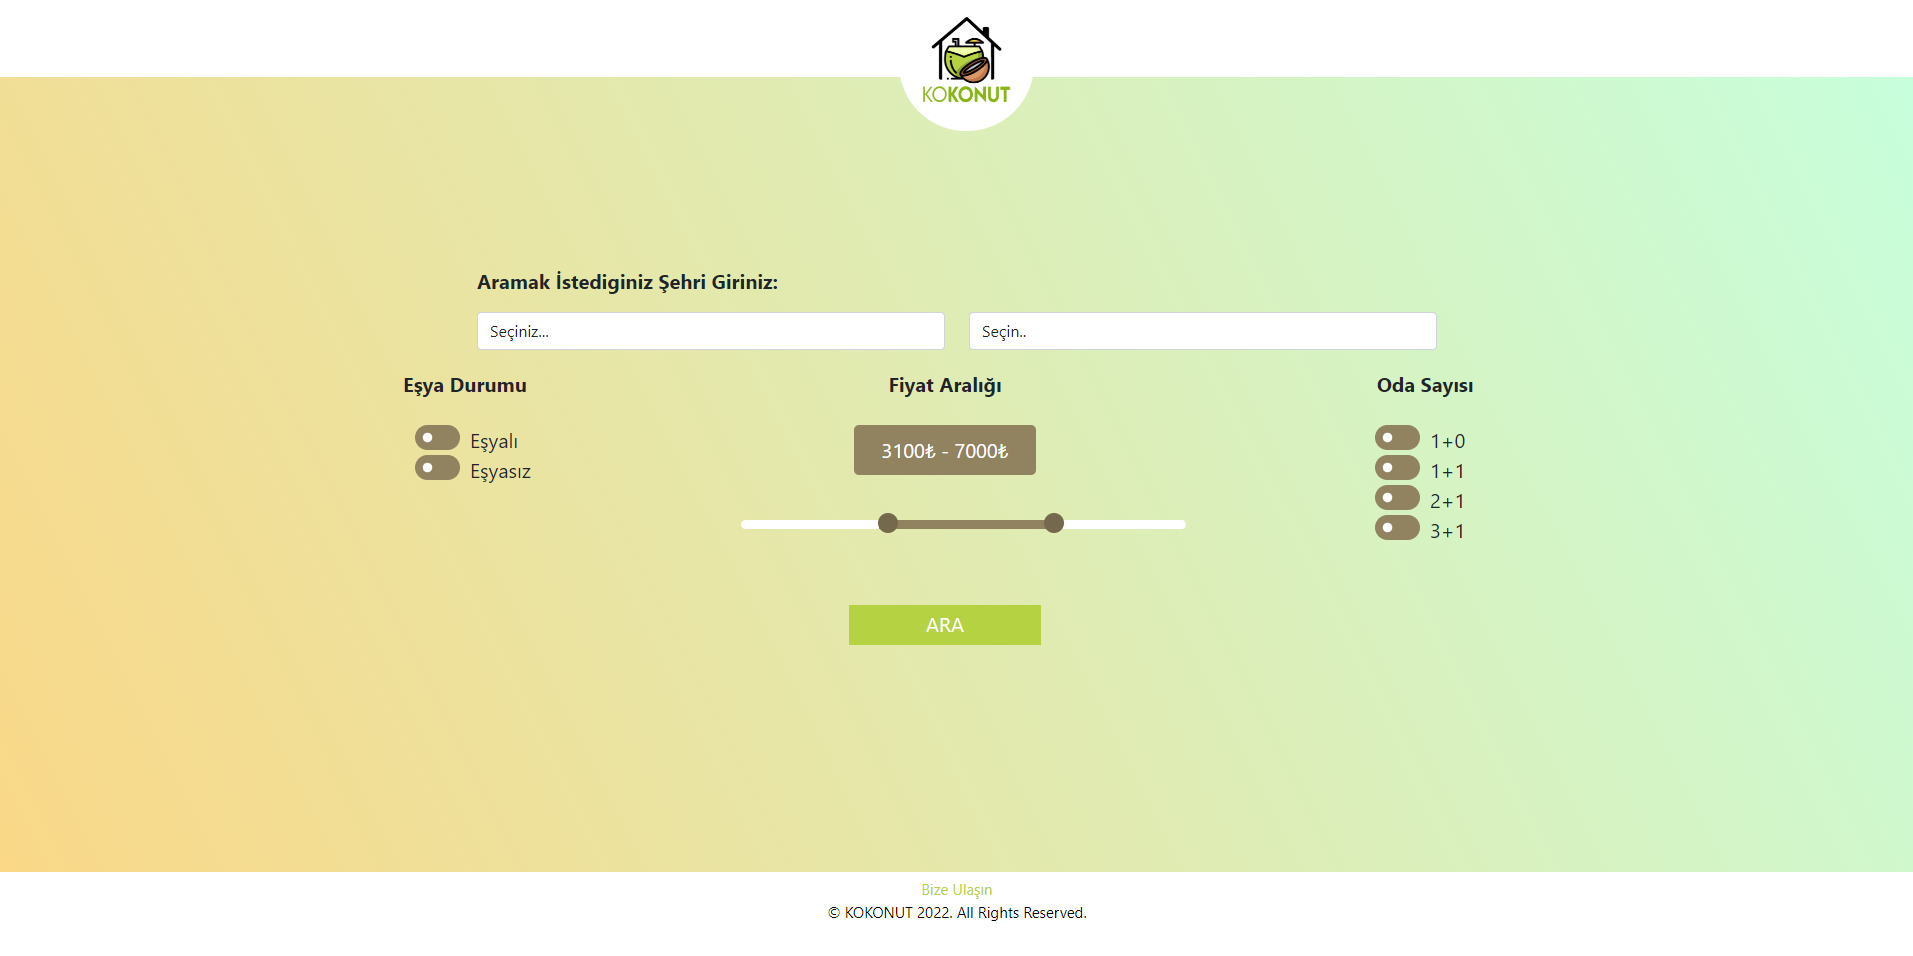 KOKONUT
Aramak İstediginiz Şehri Giriniz:
Seçiniz... Seçin..
Eşya Durumu
Eşyalı
Eşyasız
Fiyat Aralığı
3100₺ - 7000₺
Oda Sayısı
1+0
1+1
2+1
3+1
ARA
Bize Ulaşın
© KOKONUT 2022. All Rights Reserved.